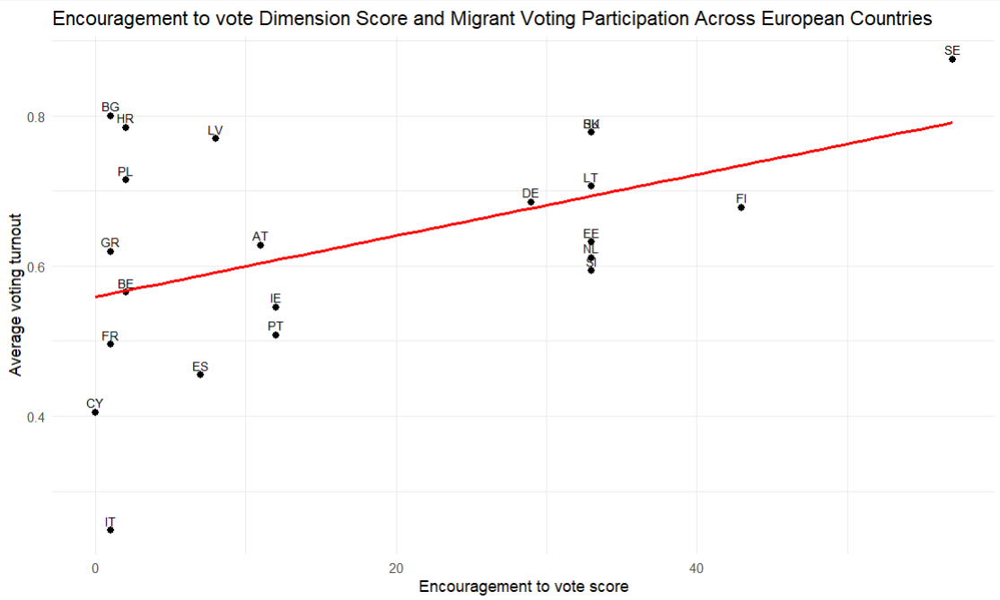 Encouragement to vote Dimension Score and Migrant Voting Participation Across European Countries
SE
BG
HR
LV
PL
LT
DE
FI
GR
AT
EE
NL
SI
BE
IE
PT
FR
ES
CY
IT
0.8
0.6
0.4
Average voting turnout
0
20
40
Encouragement to vote score